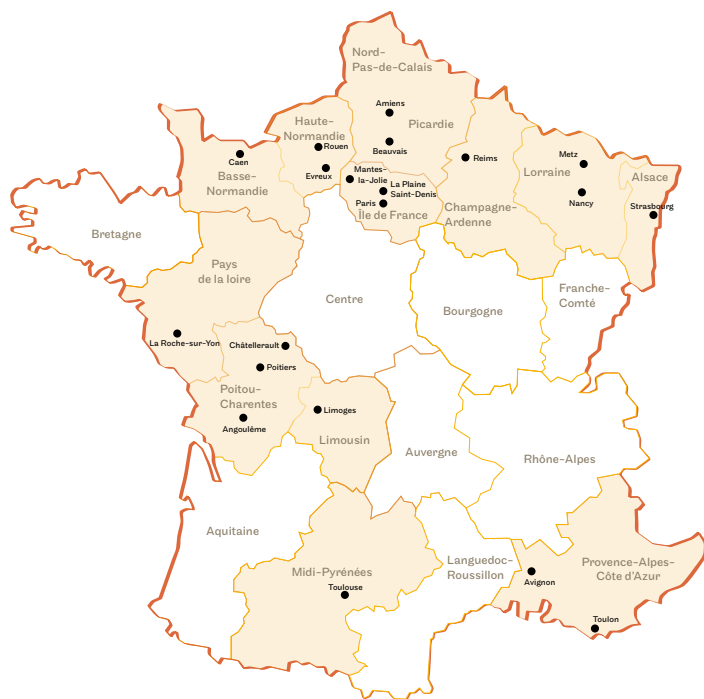 Nord-
Pas-de-Calais
Amiens
Picardie
Haute-
Normandie
Rouen
Beauvais
Caen
Basse-
Normandie
Evreux
Mantes-
la-Jolie
La Plaine
Saint-Denis
Paris
Île de France
Reims
Champagne-
Ardenne
Metz
Lorraine
Nancy
Alsace
Strasbourg
Bretagne
Pays
de la loire
Centre
Bourgogne
Franche-
Comté
La Roche-sur-Yon
Châtellerault
Poitiers
Poitou-
Charentes
Angoulême
Limoges
Limousin
Auvergne
Rhône-Alpes
Aquitaine
Midi-Pyrénées
Toulouse
Languedoc-
Roussillon
Avignon
Provence-Alpes-
Côte d'Azur
Toulon